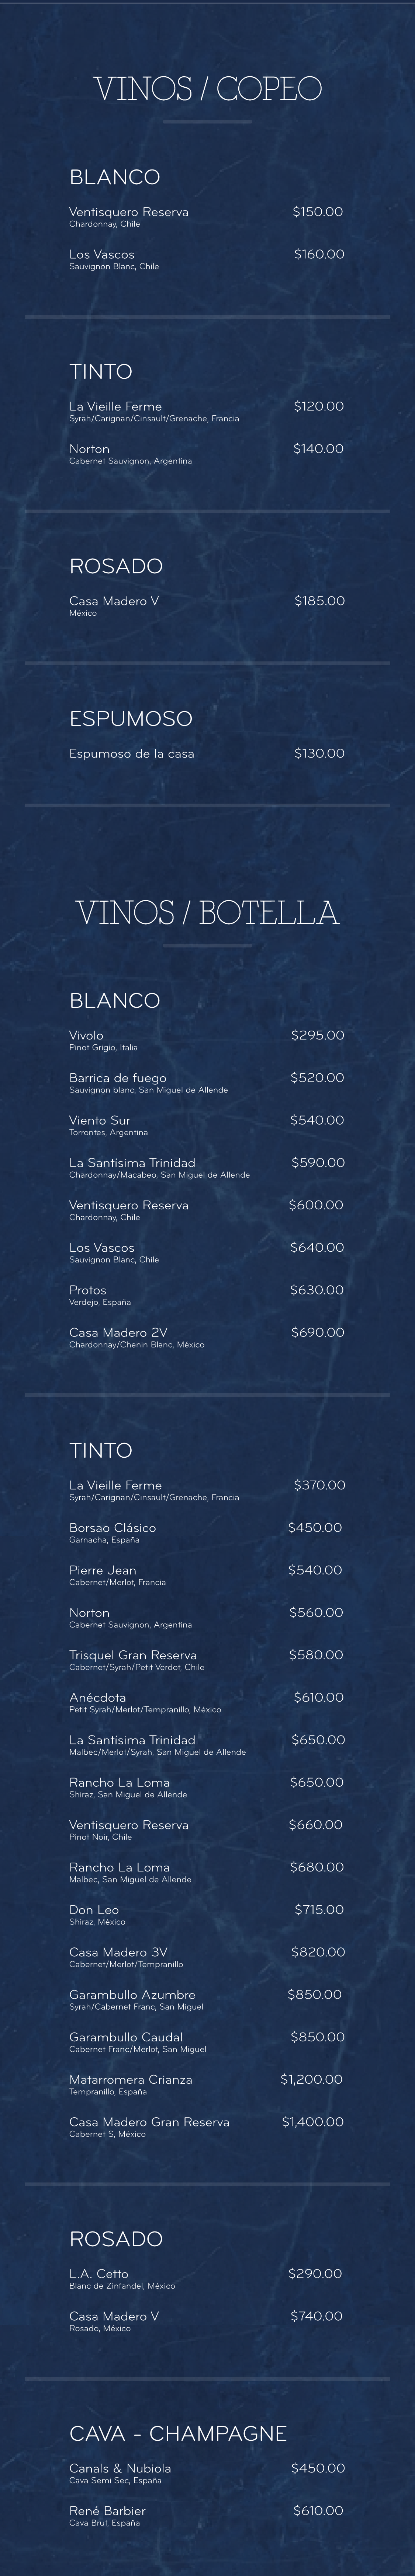 VINOS / COPEO
BLANCO
Ventisquero Reserva $150.00
Chardonnay, Chile
Los Vascos $160.00
Sauvignon Blanc, Chile
TINTO
La Vieille Ferme $120.00
Syrah/Carignan/Cinsault/Grenache, Francia
Norton $140.00
Cabernet Sauvignon, Argentina
ROSADO
Casa Madero V $185.00
México
ESPUMOSO
Espumoso de la casa $130.00
VINOS / BOTELLA
BLANCO
Vivolo $295.00
Pinot Grigio, Italia
Barrica de fuego $520.00
Sauvignon blanc, San Miguel de Allende
Viento Sur $540.00
Torrontes, Argentina
La Santísima Trinidad $590.00
Chardonnay/Macabeo, San Miguel de Allende
Ventisquero Reserva $600.00
Chardonnay, Chile
Los Vascos $640.00
Sauvignon Blanc, Chile
Protos $630.00
Verdejo, España
Casa Madero 2V $690.00
Chardonnay/Chenin Blanc, México
TINTO
La Vieille Ferme $370.00
Syrah/Carignan/Cinsault/Grenache, Francia
Borsao Clásico $450.00
Garnacha, España
Pierre Jean $540.00
Cabernet/Merlot, Francia
Norton $560.00
Cabernet Sauvignon, Argentina
Trisquel Gran Reserva $580.00
Cabernet/Syrah/Petit Verdot, Chile
Anécdota $610.00
Petit Syrah/Merlot/Tempranillo, México
La Santísima Trinidad $650.00
Malbec/Merlot/Syrah, San Miguel de Allende
Rancho La Loma $650.00
Shiraz, San Miguel de Allende
Ventisquero Reserva $660.00
Pinot Noir, Chile
Rancho La Loma $680.00
Malbec, San Miguel de Allende
Don Leo $715.00
Shiraz, México
Casa Madero 3V $820.00
Cabernet/Merlot/Tempranillo
Garambullo Azumbre $850.00
Syrah/Cabernet Franc, San Miguel
Garambullo Caudal $850.00
Cabernet Franc/Merlot, San Miguel
Matarromera Crianza $1,200.00
Tempranillo, España
Casa Madero Gran Reserva $1,400.00
Cabernet S, México
ROSADO
L.A. Cetto $290.00
Blanc de Zinfandel, México
Casa Madero V $740.00
Rosado, México
CAVA - CHAMPAGNE
Canals & Nubiola $450.00
Cava Semi Sec, España
René Barbier $610.00
Cava Brut, España